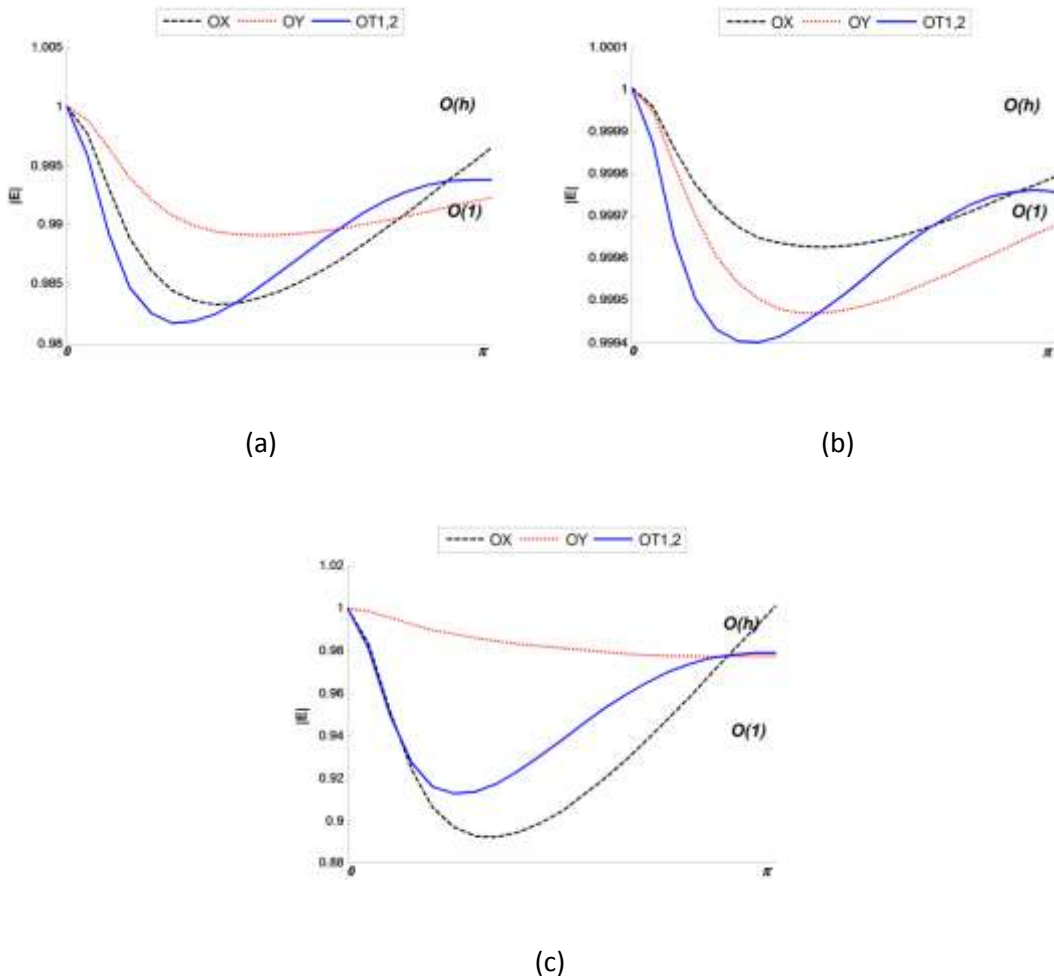 OX OY OT1,2
OX OY OT1,2
1.005
1
0.995
0.99
0.985
0.98
|E|
O(h)
O(1)
0 π
1.0001
1
0.9999
0.9998
0.9997
0.9996
0.9995
0.9994
|E|
O(h)
O(1)
0 π
(a) (b)
OX OY OT1,2
1.02
1
0.98
0.96
0.94
0.92
0.9
0.88
|E|
O(h)
O(1)
0 π
(c)